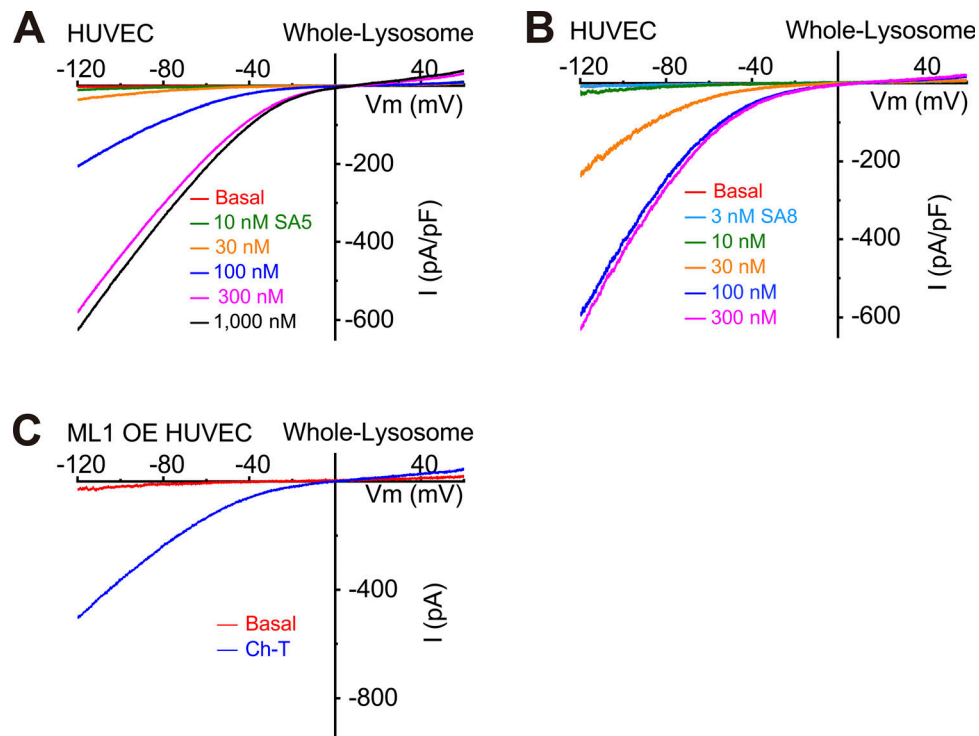 A
HUVEC
Whole-Lysosome
-120
-80
-40
40
Vm (mV)
-200
-400
-600
I (pA/pF)
Basal
10 nM SA5
30 nM
100 nM
300 nM
1,000 nM
B
HUVEC
Whole-Lysosome
-120
-80
-40
40
Vm (mV)
-200
-400
-600
I (pA/pF)
Basal
3 nM SA8
10 nM
30 nM
100 nM
300 nM
C
ML1 OE HUVEC
Whole-Lysosome
-120
-80
-40
40
Vm (mV)
-400
-800
I (pA)
Basal
Ch-T